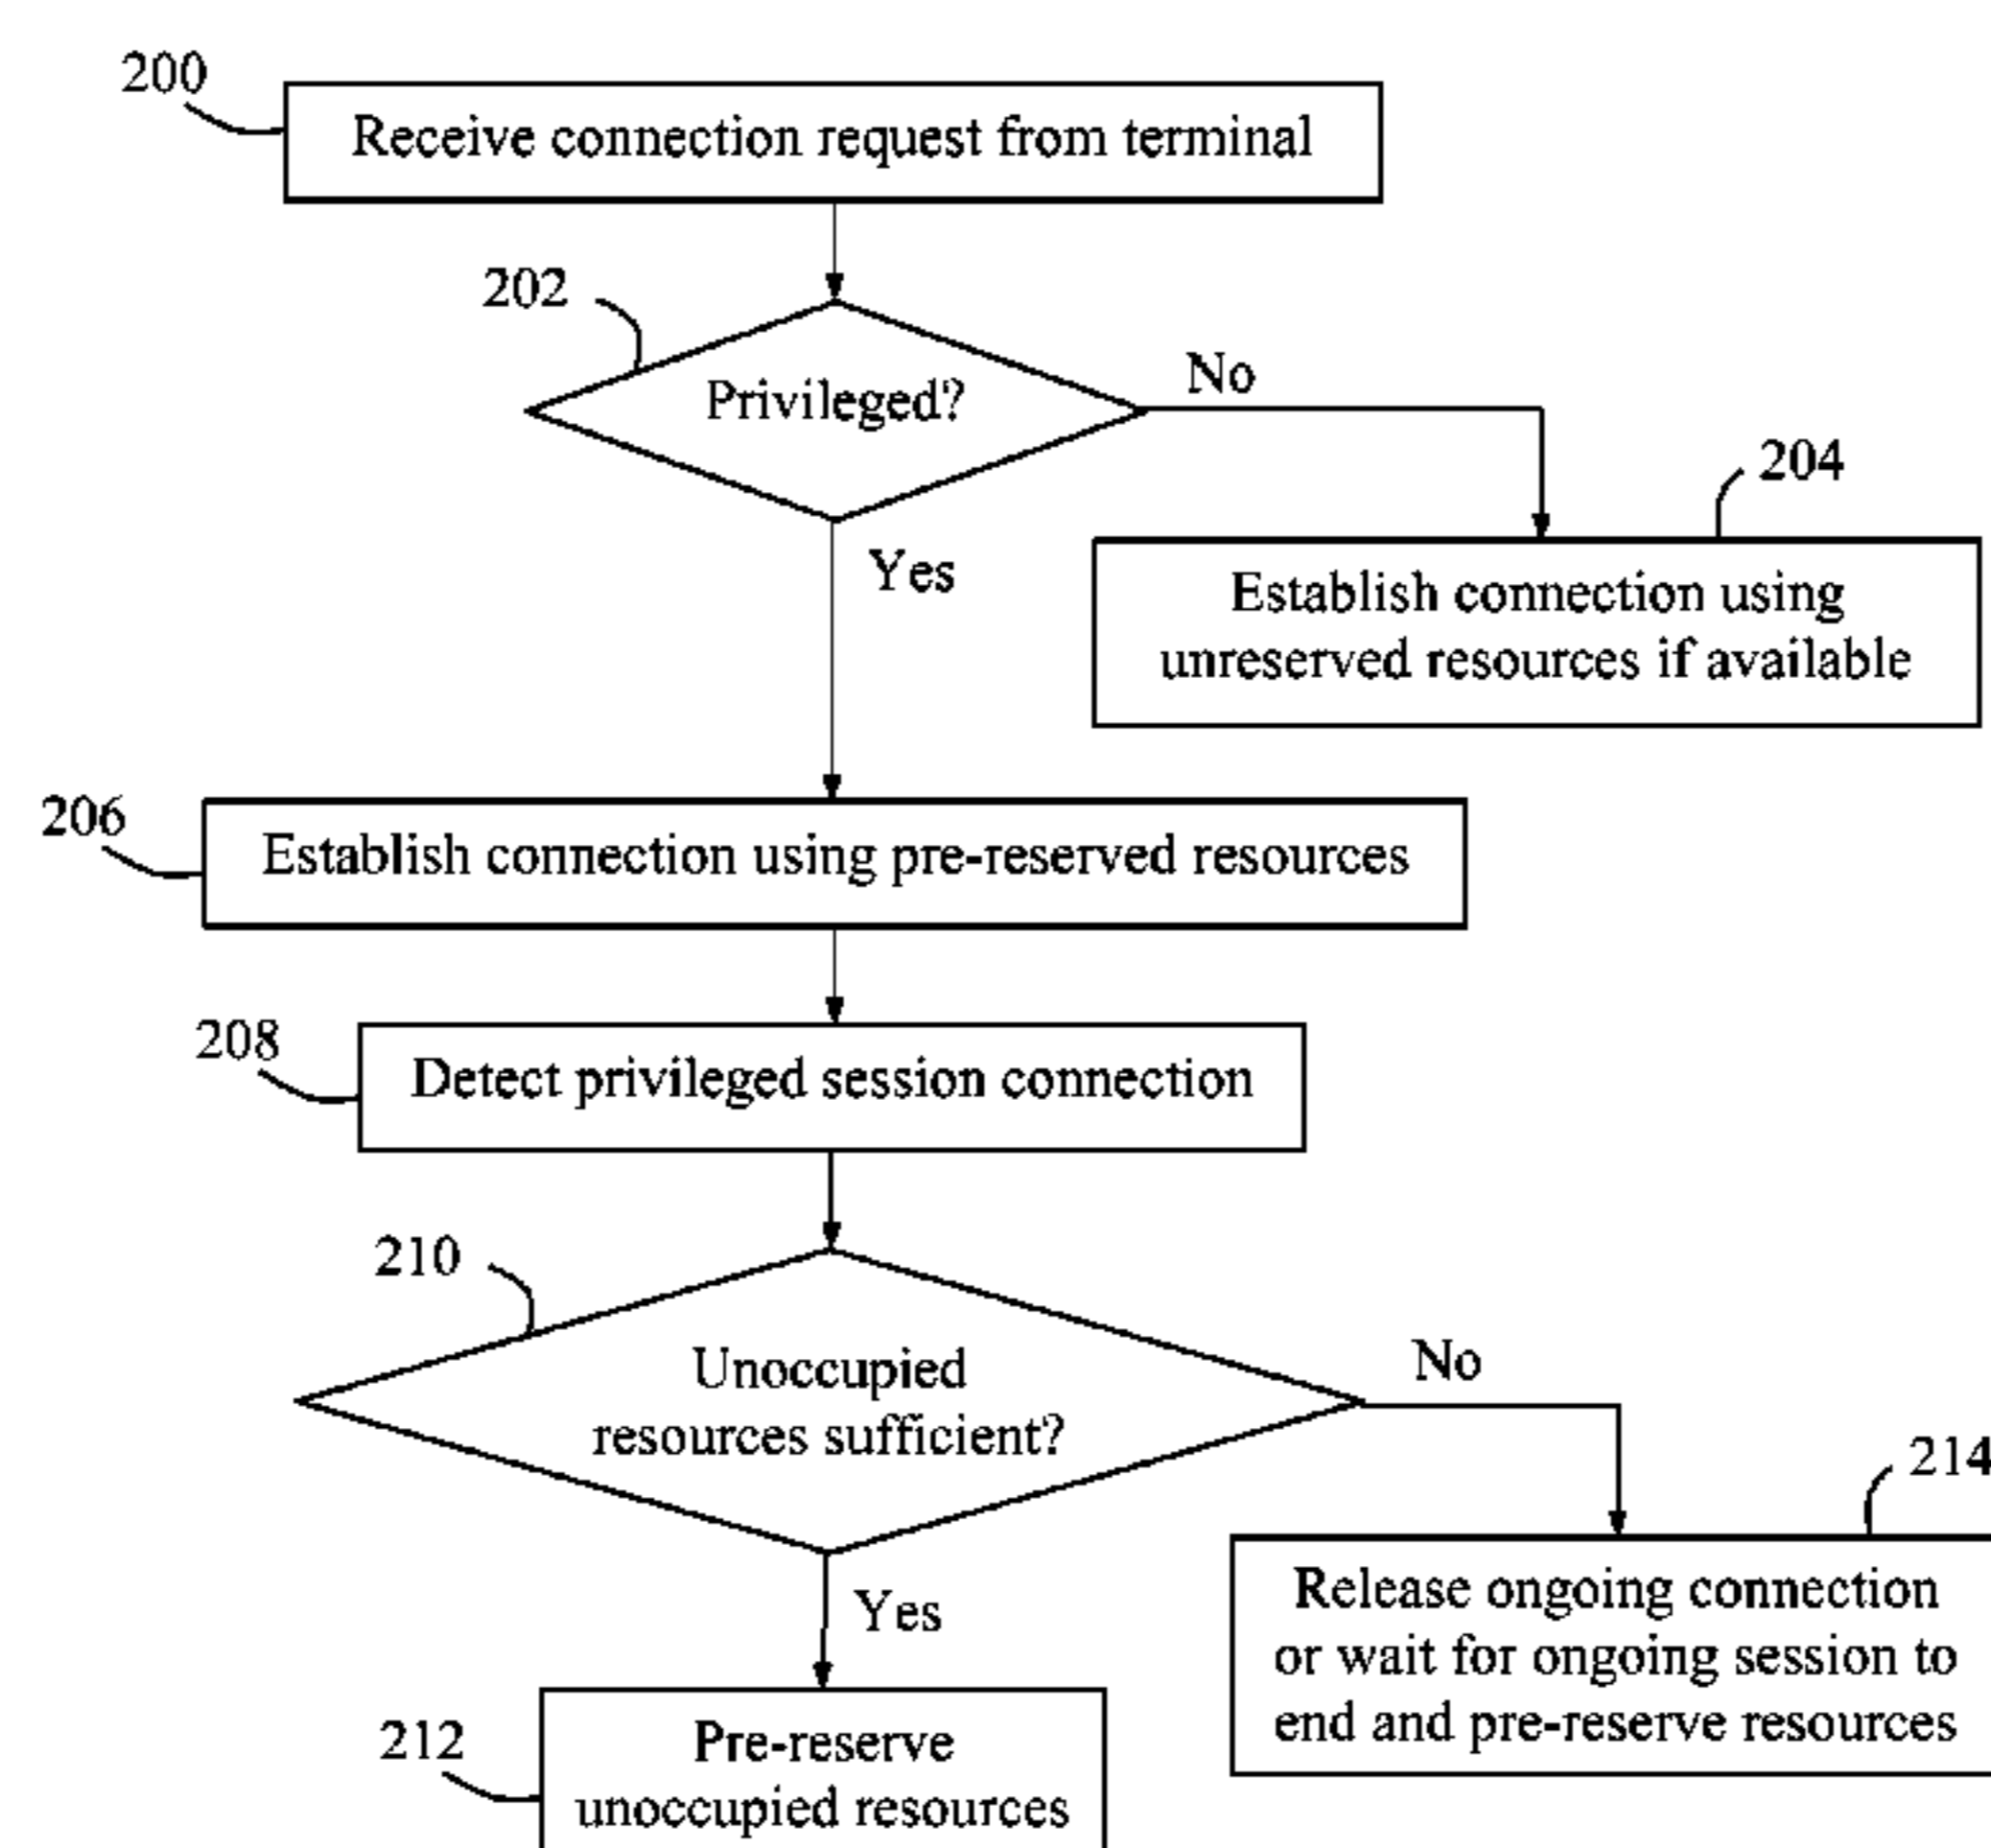 200
Receive connection request from terminal
202
Privileged?
No
204
Yes
Establish connection using
unreserved resources if available
206
Establish connection using pre-reserved resources
208
Detect privileged session connection
210
Unoccupied
resources sufficient?
No
214
Yes
Release ongoing connection
or wait for ongoing session to
end and pre-reserve resources
212
Pre-reserve
unoccupied resources